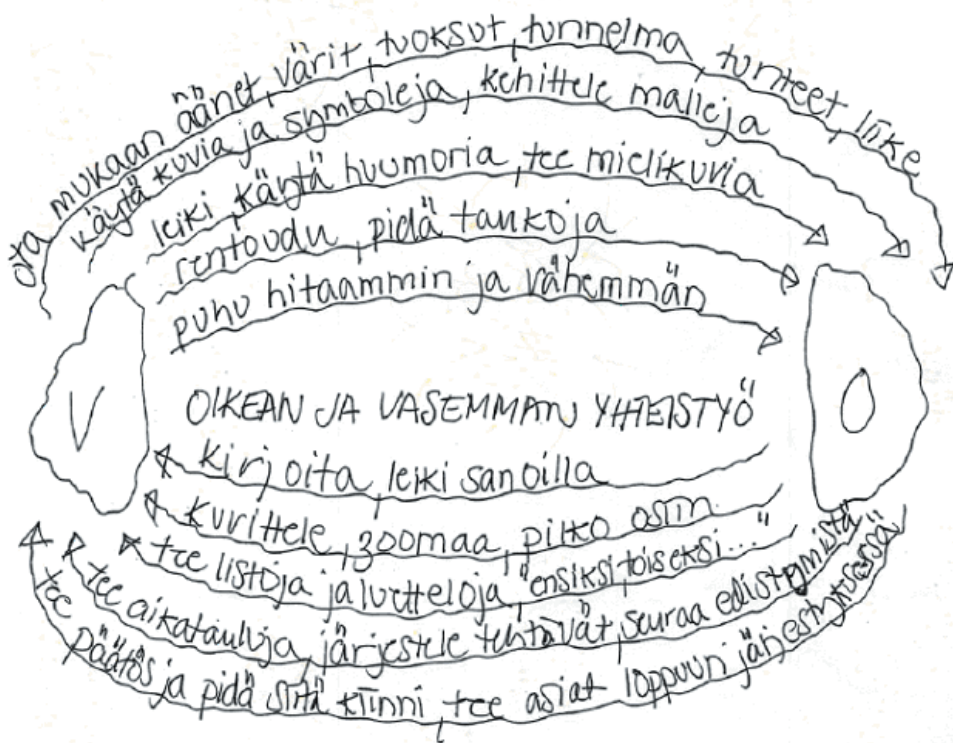 ota mukaan äänet, värit, tuoksut, tunnelma, tunteet, liike
käytä kuvia ja symboleja, kehittele malleja
leiki, käytä huumoria, tee mielikuvia
rentoudu, pidä taukoja
puhu hitaammin ja vähemmän
V
O
OIKEAN JA VASEMMAN YHTEISTYÖ
kirjoita, leiki sanoilla
kuvittele, zoomaa, pilko osiin
tee listoja ja luetteloja, "ensiksi, toiseksi..."
tee aikatauluja, järjestele tehtävät, seuraa edistymistä
tee päätös ja pidä siitä kiinni, tee asiat loppuun järjestyksessä